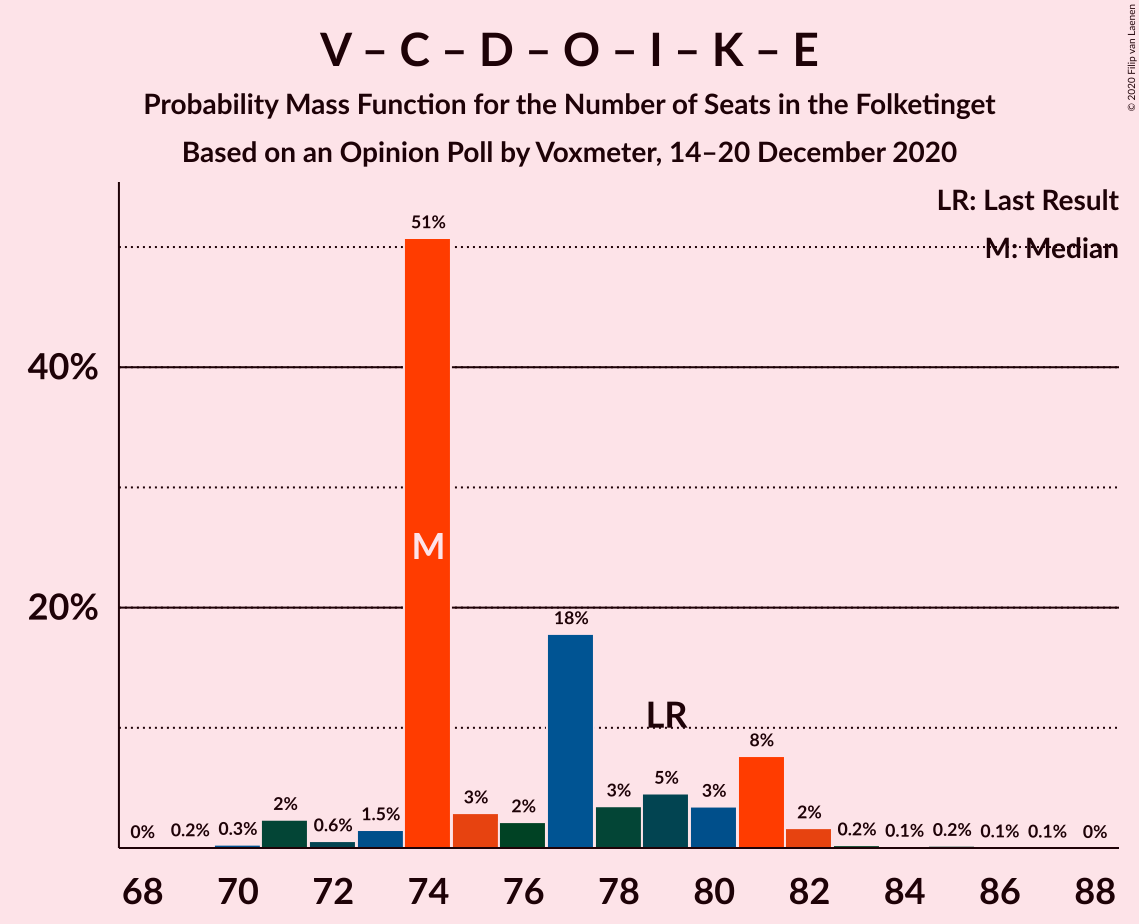 V – C – D – O – I – K – E
Probability Mass Function for the Number of Seats in the Folketinget
Based on an Opinion Poll by Voxmeter, 14–20 December 2020
© 2020 Filip van Laenen
LR: Last Result
M: Median
40%
20%
0%
0.2%
0.3%
2%
0.6%
1.5%
51%
M
3%
2%
18%
3%
LR
5%
3%
8%
2%
0.2%
0.1%
0.2%
0.1%
0.1%
0%
68 70 72 74 76 78 80 82 84 86 88